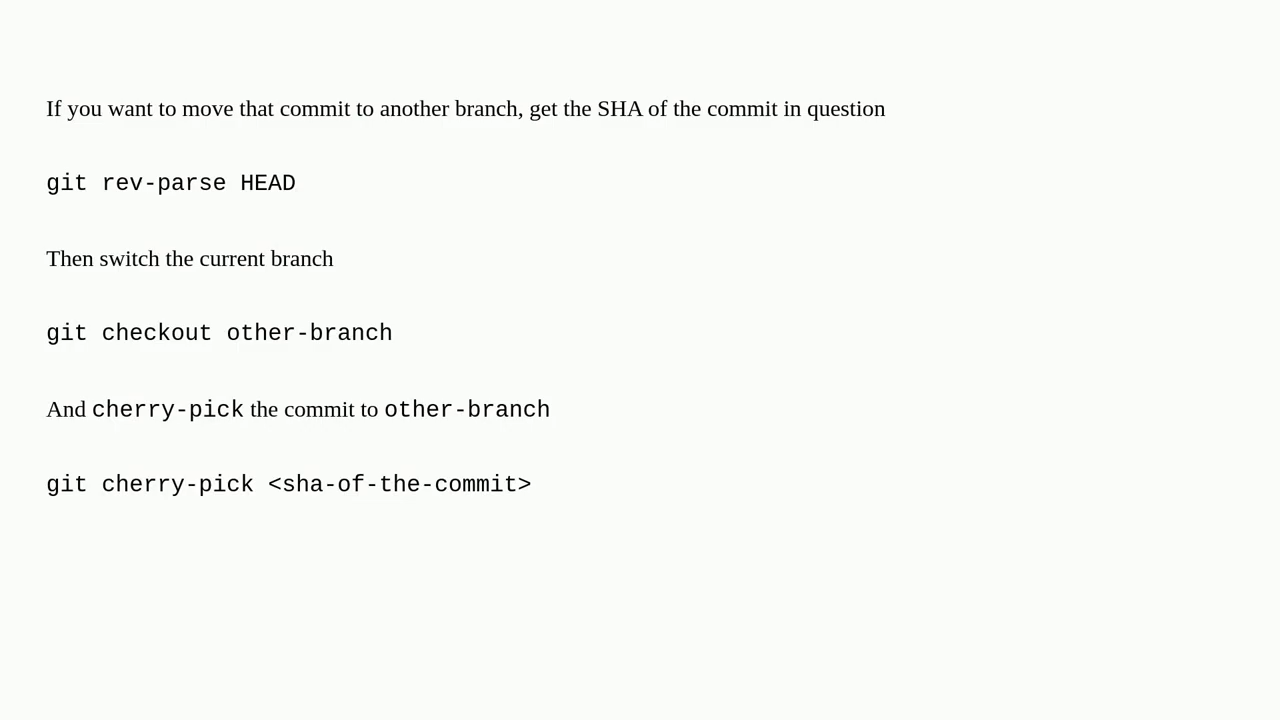 If you want to move that commit to another branch, get the SHA of the commit in question
git rev-parse HEAD
Then switch the current branch
git checkout other-branch
And cherry-pick the commit to other-branch
git cherry-pick <sha-of-the-commit>